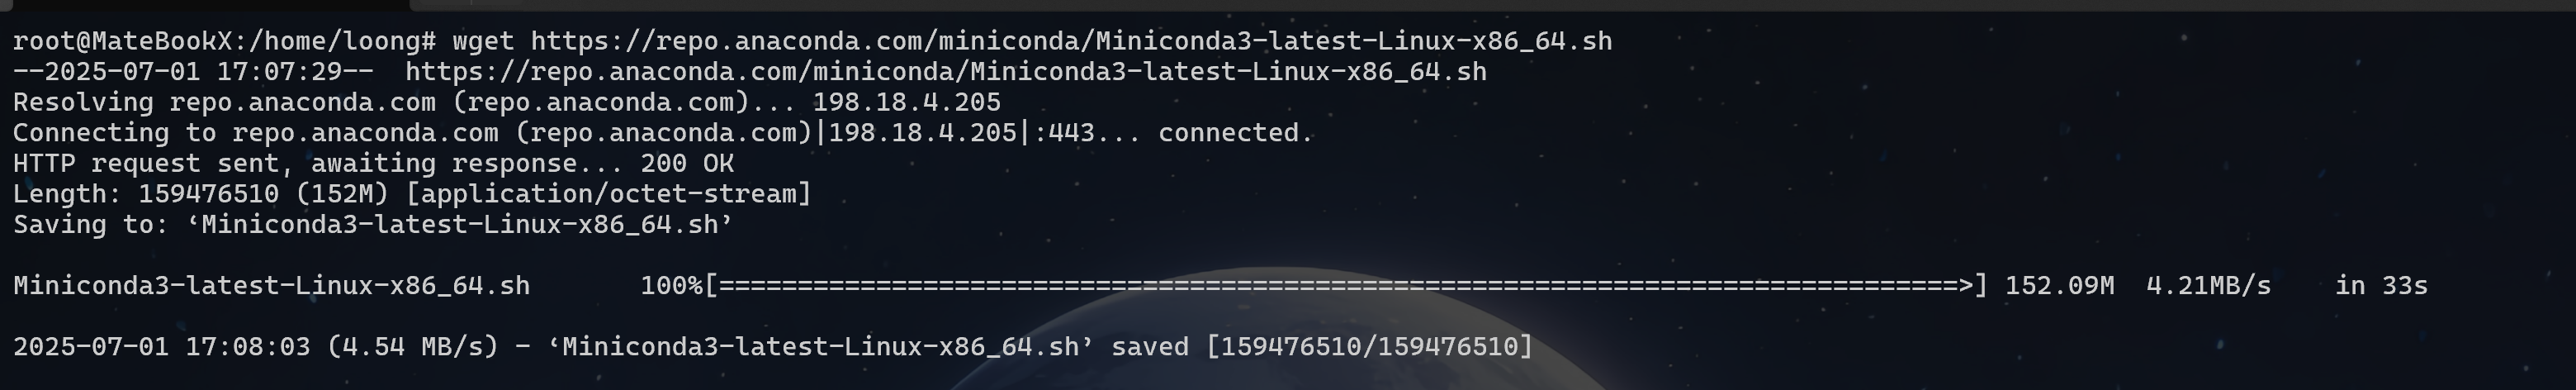 root@MateBookX:/home/loong# wget https://repo.anaconda.com/miniconda/Miniconda3-latest-Linux-x86_64.sh
--2025-07-01 17:07:29--  https://repo.anaconda.com/miniconda/Miniconda3-latest-Linux-x86_64.sh
Resolving repo.anaconda.com (repo.anaconda.com)... 198.18.4.205
Connecting to repo.anaconda.com (repo.anaconda.com)|198.18.4.205|:443... connected.
HTTP request sent, awaiting response... 200 OK
Length: 159476510 (152M) [application/octet-stream]
Saving to: ‘Miniconda3-latest-Linux-x86_64.sh’
Miniconda3-latest-Linux-x86_64.sh       100%[===============================================================================>] 152.09M  4.21MB/s    in 33s
2025-07-01 17:08:03 (4.54 MB/s) - ‘Miniconda3-latest-Linux-x86_64.sh’ saved [159476510/159476510]